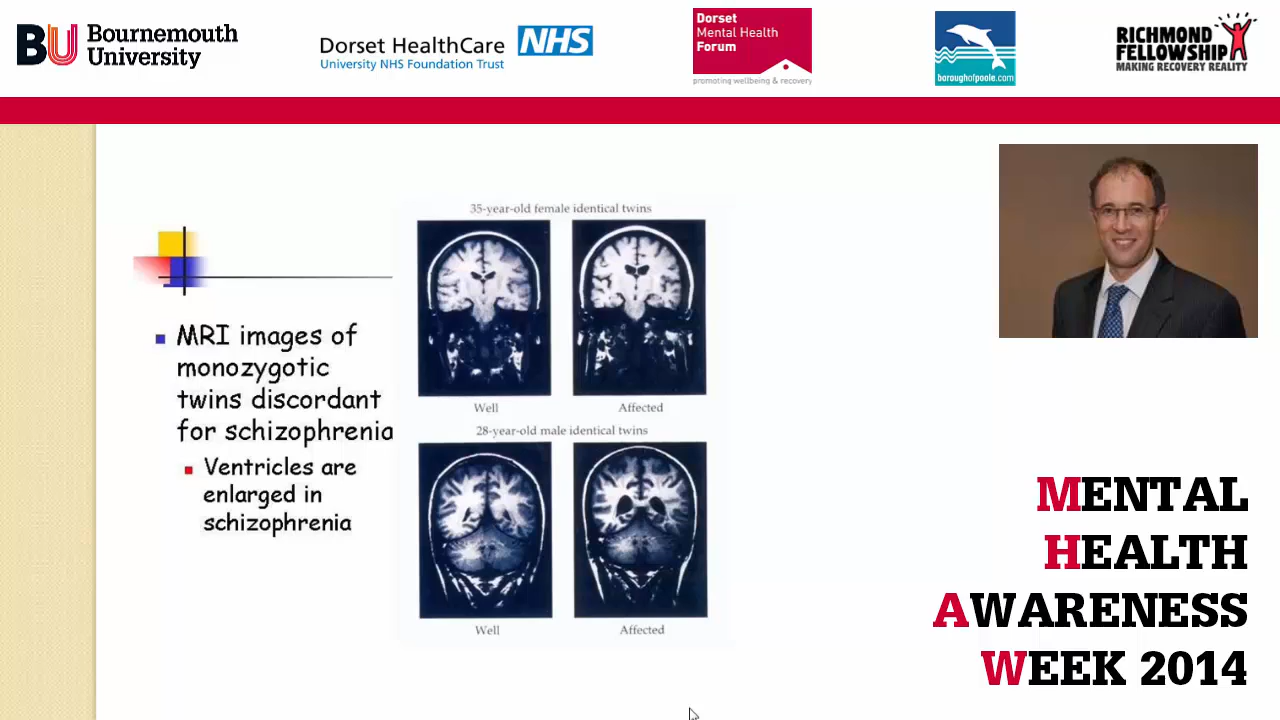 BU Bournemouth
University
Dorset HealthCare NHS
University NHS Foundation Trust
Dorset
Mental Health
Forum
promoting wellbeing & recovery
boroughofpoole.com
RICHMOND
FELLOWSHIP
MAKING RECOVERY REALITY
MRI images of
monozygotic
twins discordant
for schizophrenia
Ventricles are
enlarged in
schizophrenia
35-year-old female identical twins
Well Affected
28-year-old male identical twins
Well Affected
MENTAL
HEALTH
AWARENESS
WEEK 2014